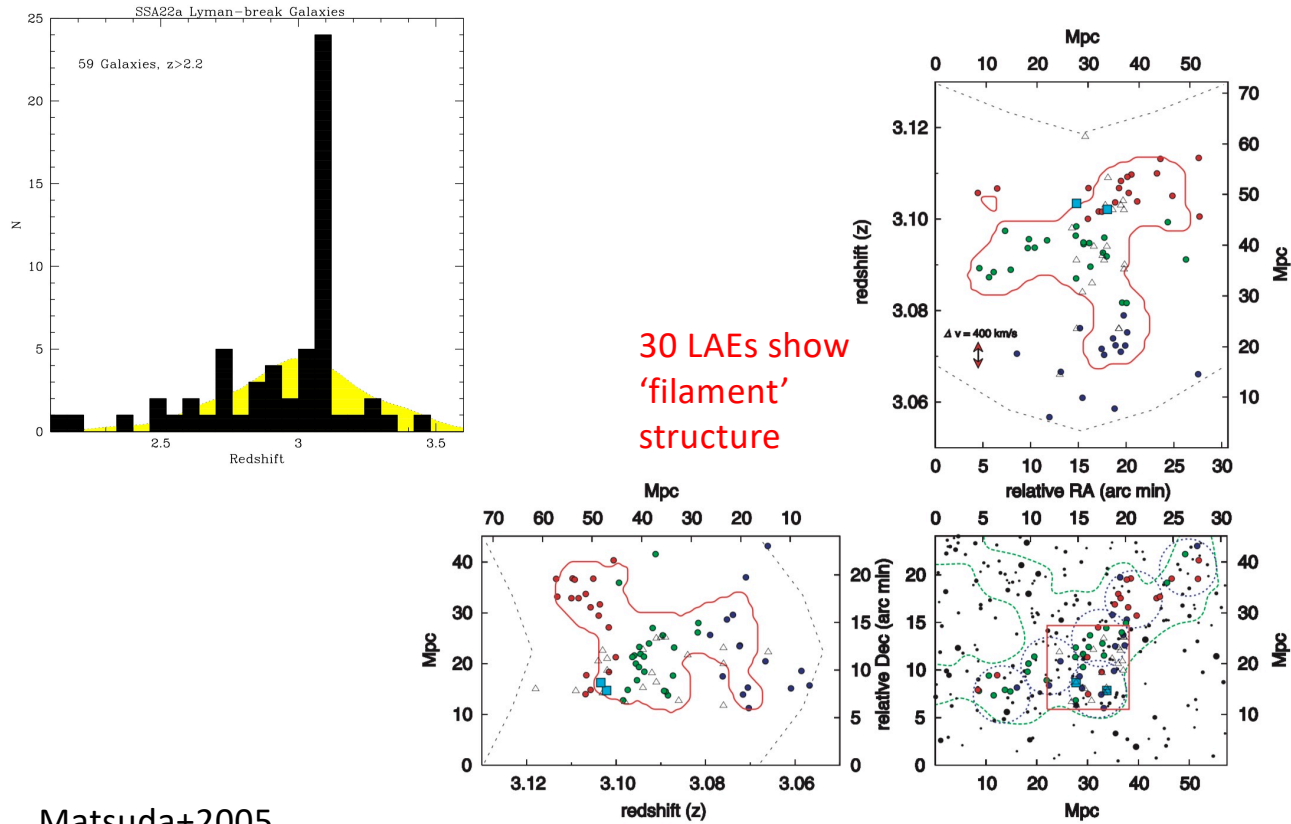 SSA22a Lyman-break Galaxies
25
20
15
10
5
0
N
59 Galaxies, z>2.2
2.5 3 3.5
Redshift
30 LAEs show
‘filament’
structure
Mpc
0 10 20 30 40 50
3.12
3.10
3.08
3.06
redshift (z)
Δ v = 400 km/s
70
60
50
40
30
20
10
Mpc
0 5 10 15 20 25 30
relative RA (arc min)
Mpc
70 60 50 40 30 20 10
40
30
20
10
0
Mpc
20
15
10
5
0
relative Dec (arc min)
3.12 3.10 3.08 3.06
redshift (z)
0 5 10 15 20 25 30
20
15
10
5
0
40
30
20
10
Mpc
10 20 30 40 50
Mpc
Matsuda+2005